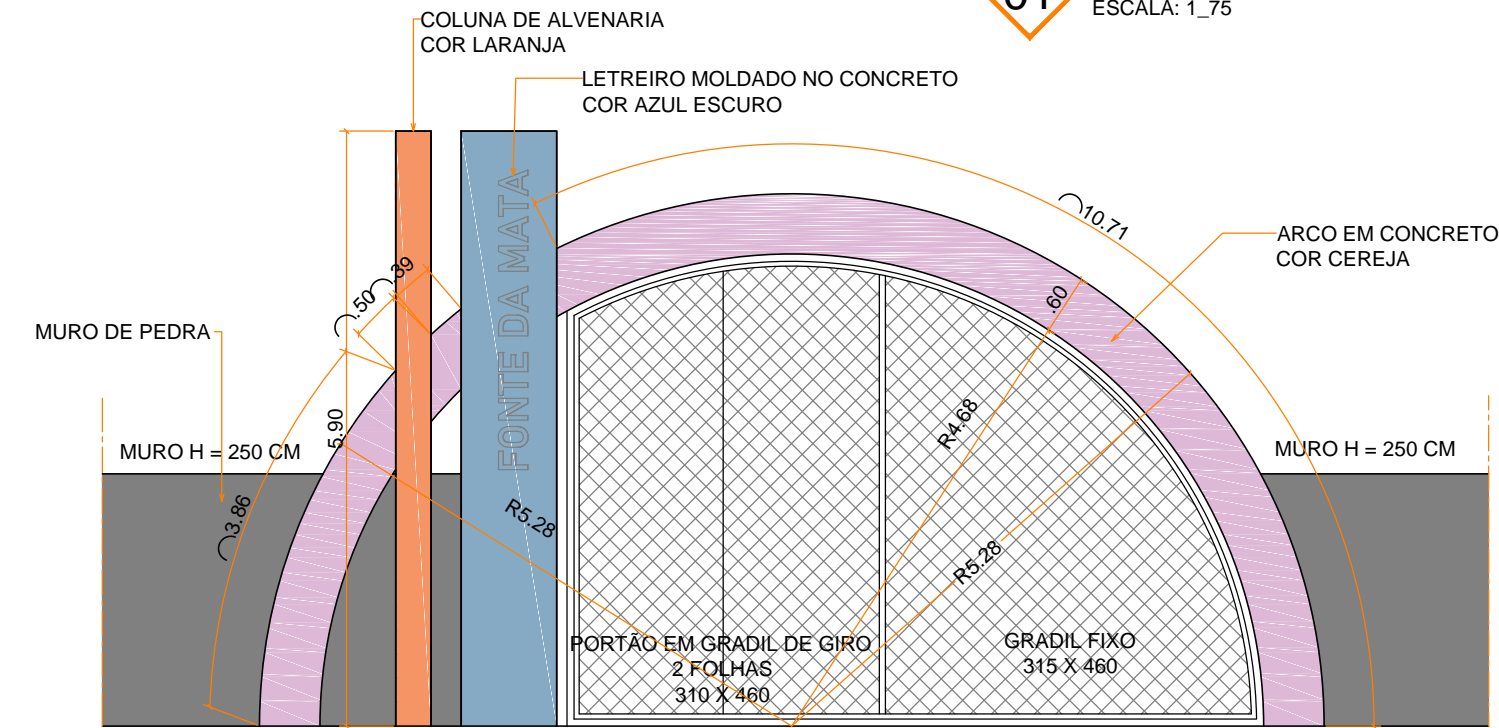 ESCALA: 1_75
COLUNA DE ALVENARIA
COR LARANJA
LETREIRO MOLDADO NO CONCRETO
COR AZUL ESCURO
10.71
ARCO EM CONCRETO
COR CEREJA
.39
.50
.60
MURO DE PEDRA
FONTE DA MATA
5.90
R4.68
MURO H = 250 CM
MURO H = 250 CM
3.86
R5.28
R5.28
PORTÃO EM GRADIL DE GIRO
2 FOLHAS
310 X 460
GRADIL FIXO
315 X 460